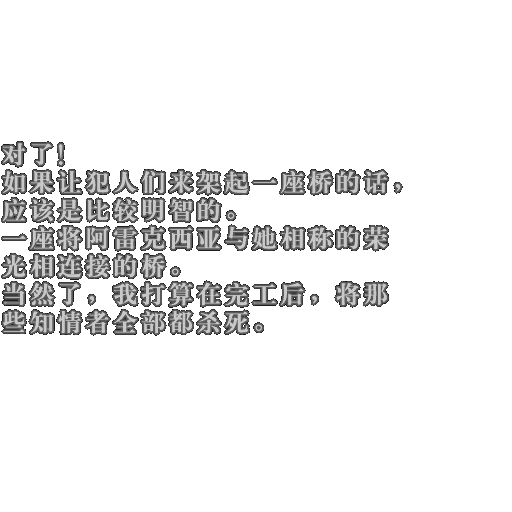 对了!
如果让犯人们来架起一座桥的话，
应该是比较明智的。
一座将阿雷克西亚与她相称的荣
光相连接的桥。
当然了，我打算在完工后，将那
些知情者全部都杀死。